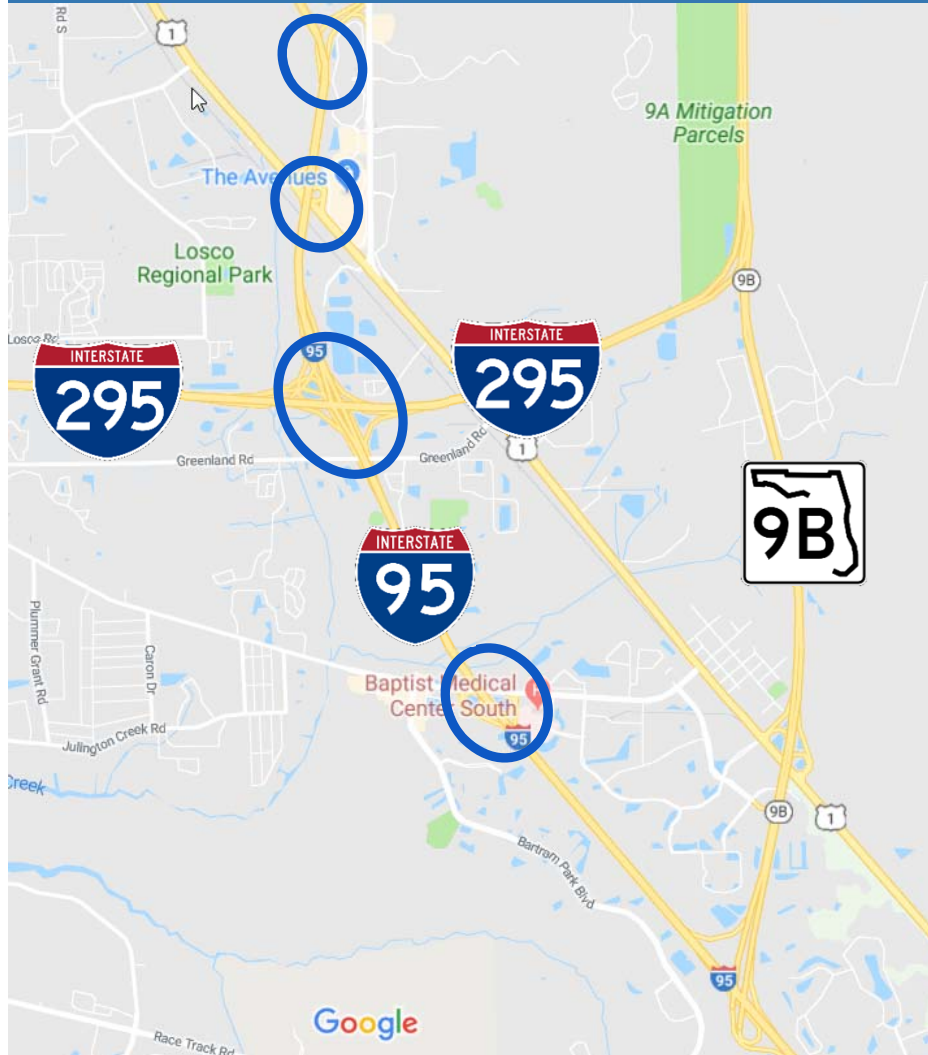 Rd S
1
9A Mitigation
Parcels
The Avenues
Losco
Regional Park
9B
Losco Rd
95
INTERSTATE
295
INTERSTATE
295
Greenland Rd
Greenland Rd
1
9B
INTERSTATE
95
Plummer Grant Rd
Caron Dr
Baptist Medical
Center South
95
Julington Creek Rd
Creek
9B
1
Bartram Park Blvd
95
Google
Race Track Rd